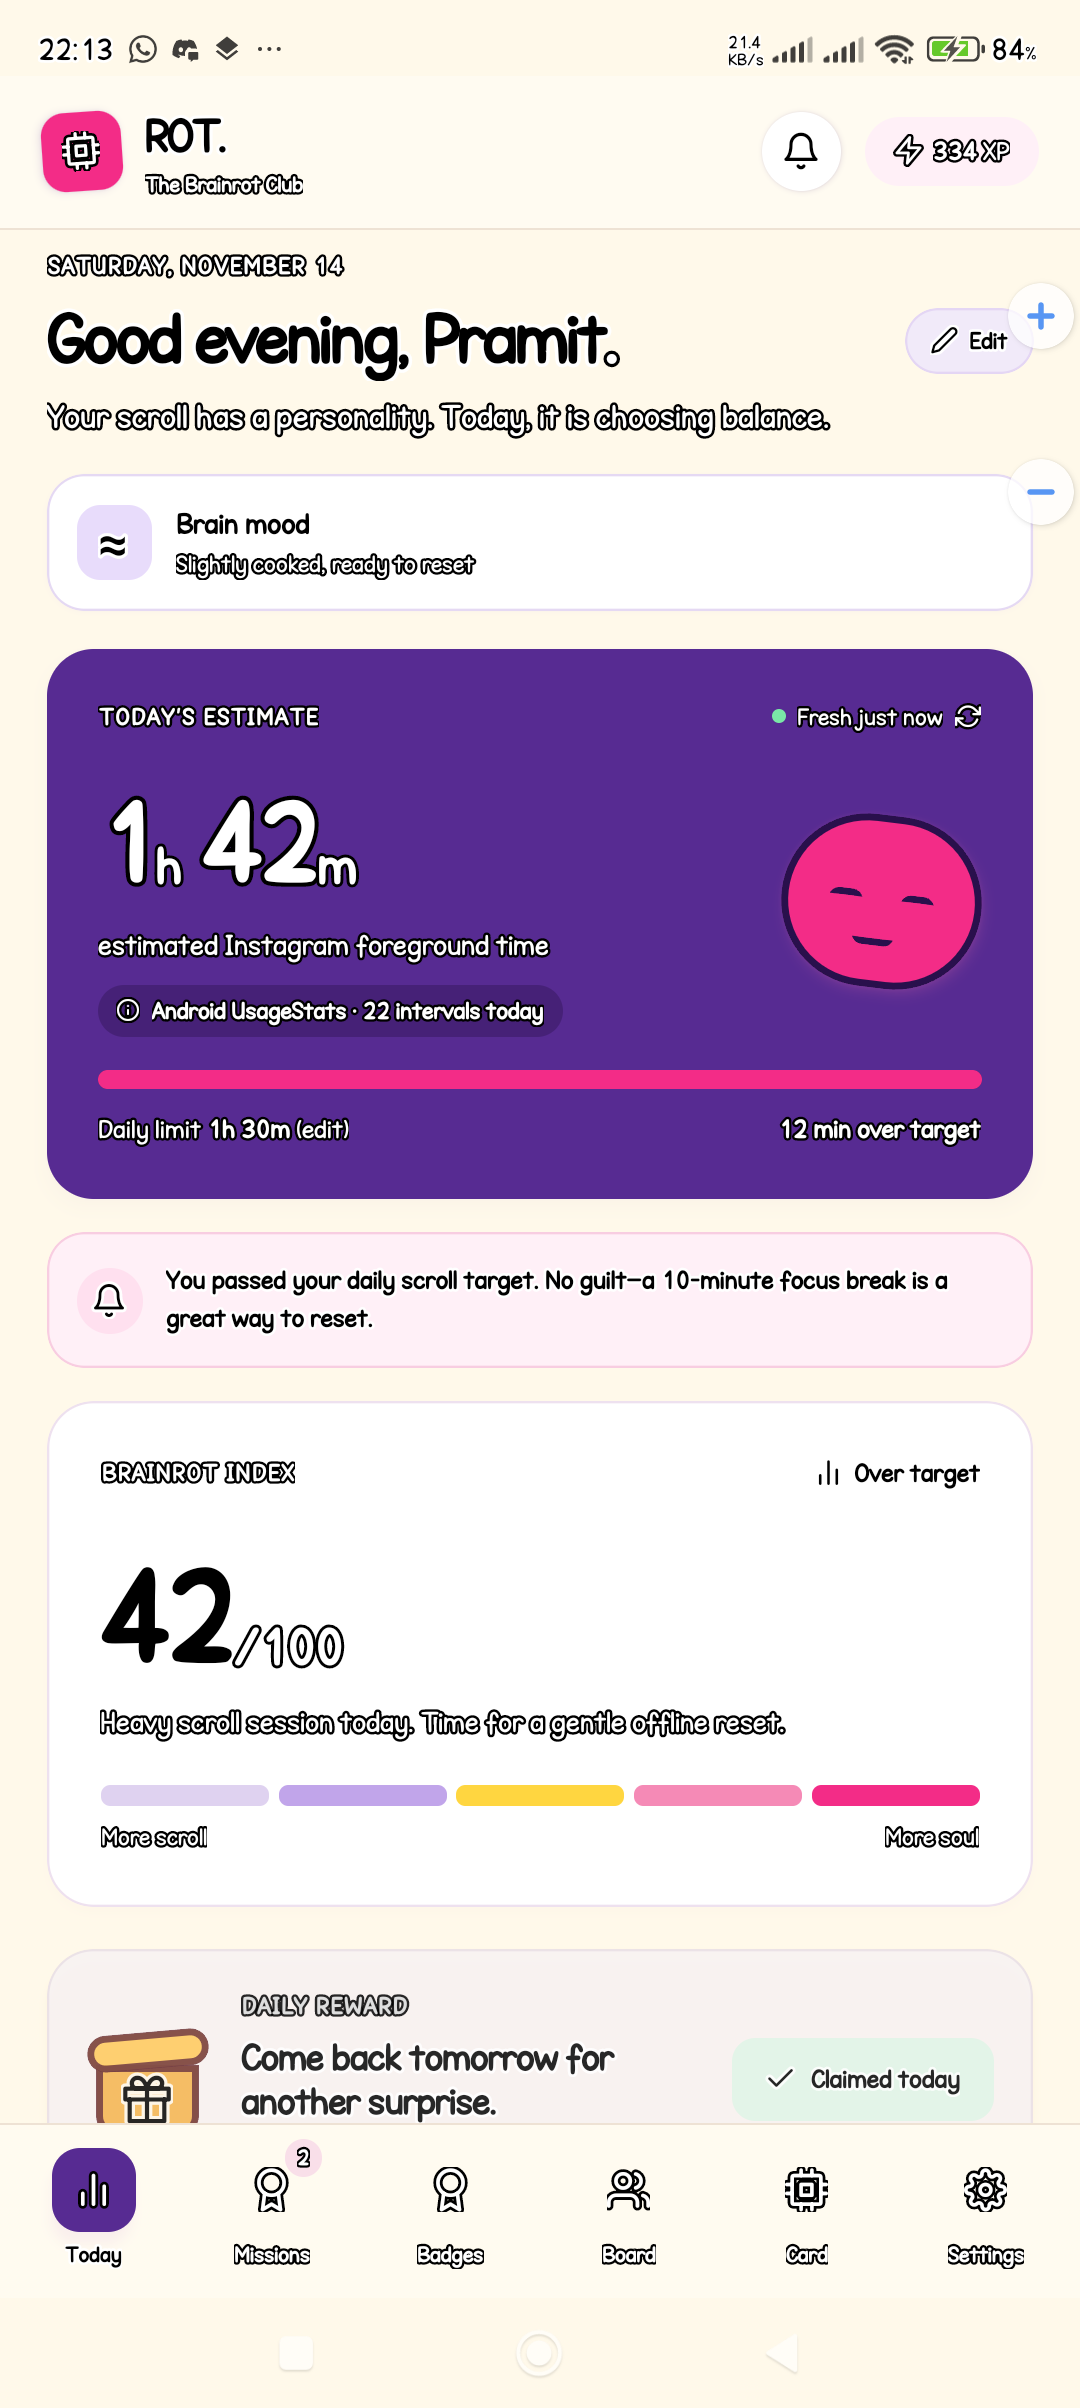 22:13
21.4
KB/s
84%
ROT.
The Brainrot Club
334 XP
SATURDAY, NOVEMBER 14
Good evening, Pramit.
Edit
Your scroll has a personality. Today, it is choosing balance.
Brain mood
Slightly cooked, ready to reset
TODAY'S ESTIMATE
Fresh just now
1h 42m
estimated Instagram foreground time
Android UsageStats · 22 intervals today
Daily limit 1h 30m (edit)
12 min over target
You passed your daily scroll target. No guilt—a 10-minute focus break is a
great way to reset.
BRAINROT INDEX
Over target
42/100
Heavy scroll session today. Time for a gentle offline reset.
More scroll
More soul
DAILY REWARD
Come back tomorrow for
another surprise.
Claimed today
2
Today
Missions
Badges
Board
Card
Settings